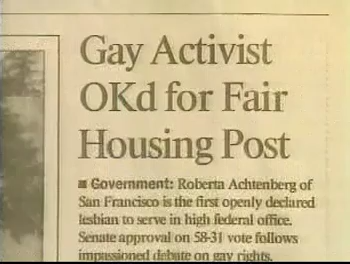 Gay Activist
OKd for Fair
Housing Post
■ Government: Roberta Achtenberg of
San Francisco is the first openly declared
lesbian to serve in high federal office.
Senate approval on 58-31 vote follows
impassioned debate on gay rights.